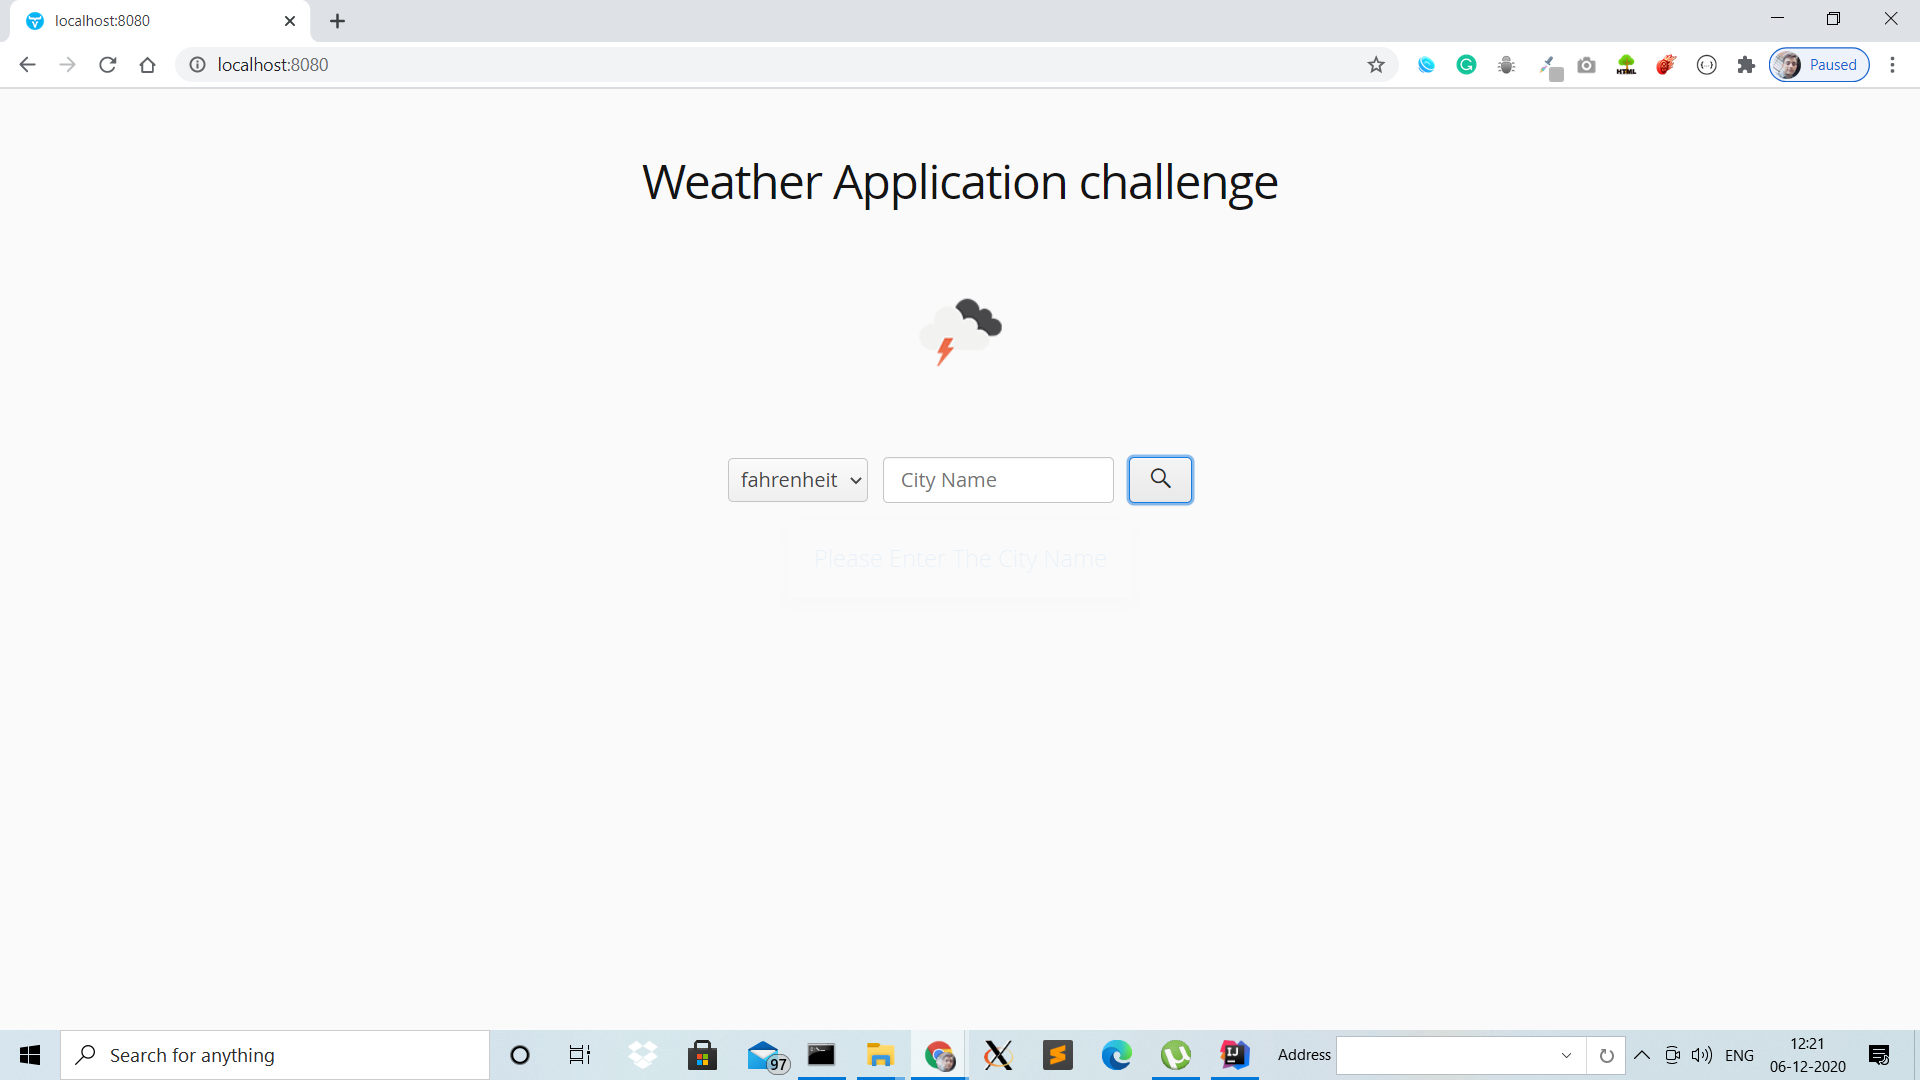 localhost:8080
localhost:8080
HTML
Paused
Weather Application challenge
fahrenheit
City Name
Please Enter The City Name
Search for anything
97
Address
ENG
12:21
06-12-2020